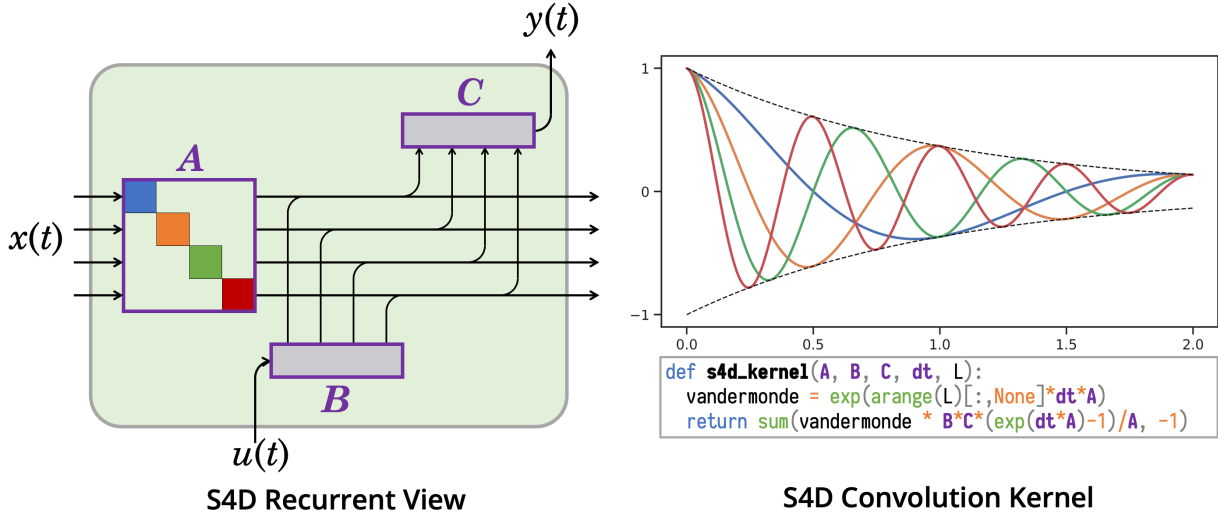 y(t)
C
A
x(t)
B
u(t)
S4D Recurrent View
1
0
−1
0.0 0.5 1.0 1.5 2.0
def s4d_kernel(A, B, C, dt, L):
vandermonde = exp(arange(L)[:,None]*dt*A)
return sum(vandermonde * B*C*(exp(dt*A)-1)/A, -1)
S4D Convolution Kernel